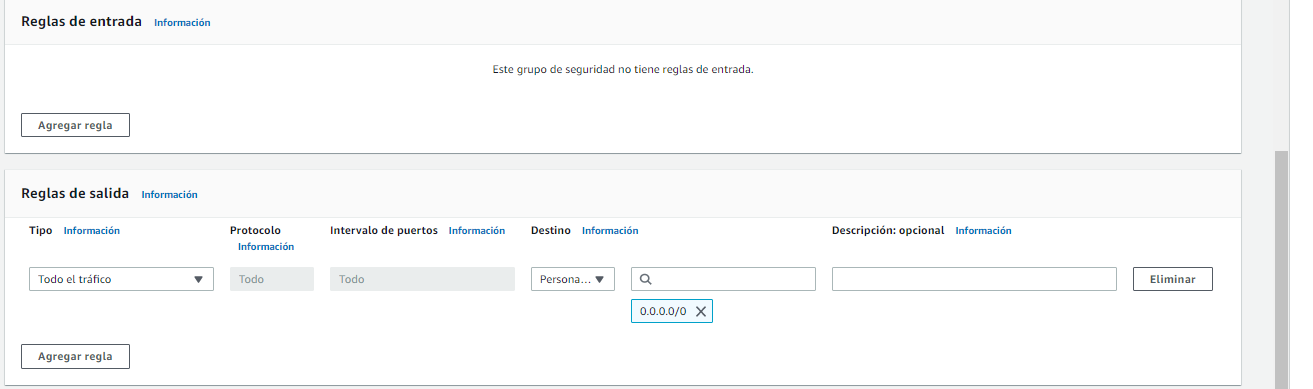 Reglas de entrada Información
Este grupo de seguridad no tiene reglas de entrada.
Agregar regla
Reglas de salida Información
Tipo Información Protocolo Información Intervalo de puertos Información Destino Información Descripción: opcional Información
Todo el tráfico Todo Todo Persona... Eliminar
0.0.0.0/0
Agregar regla